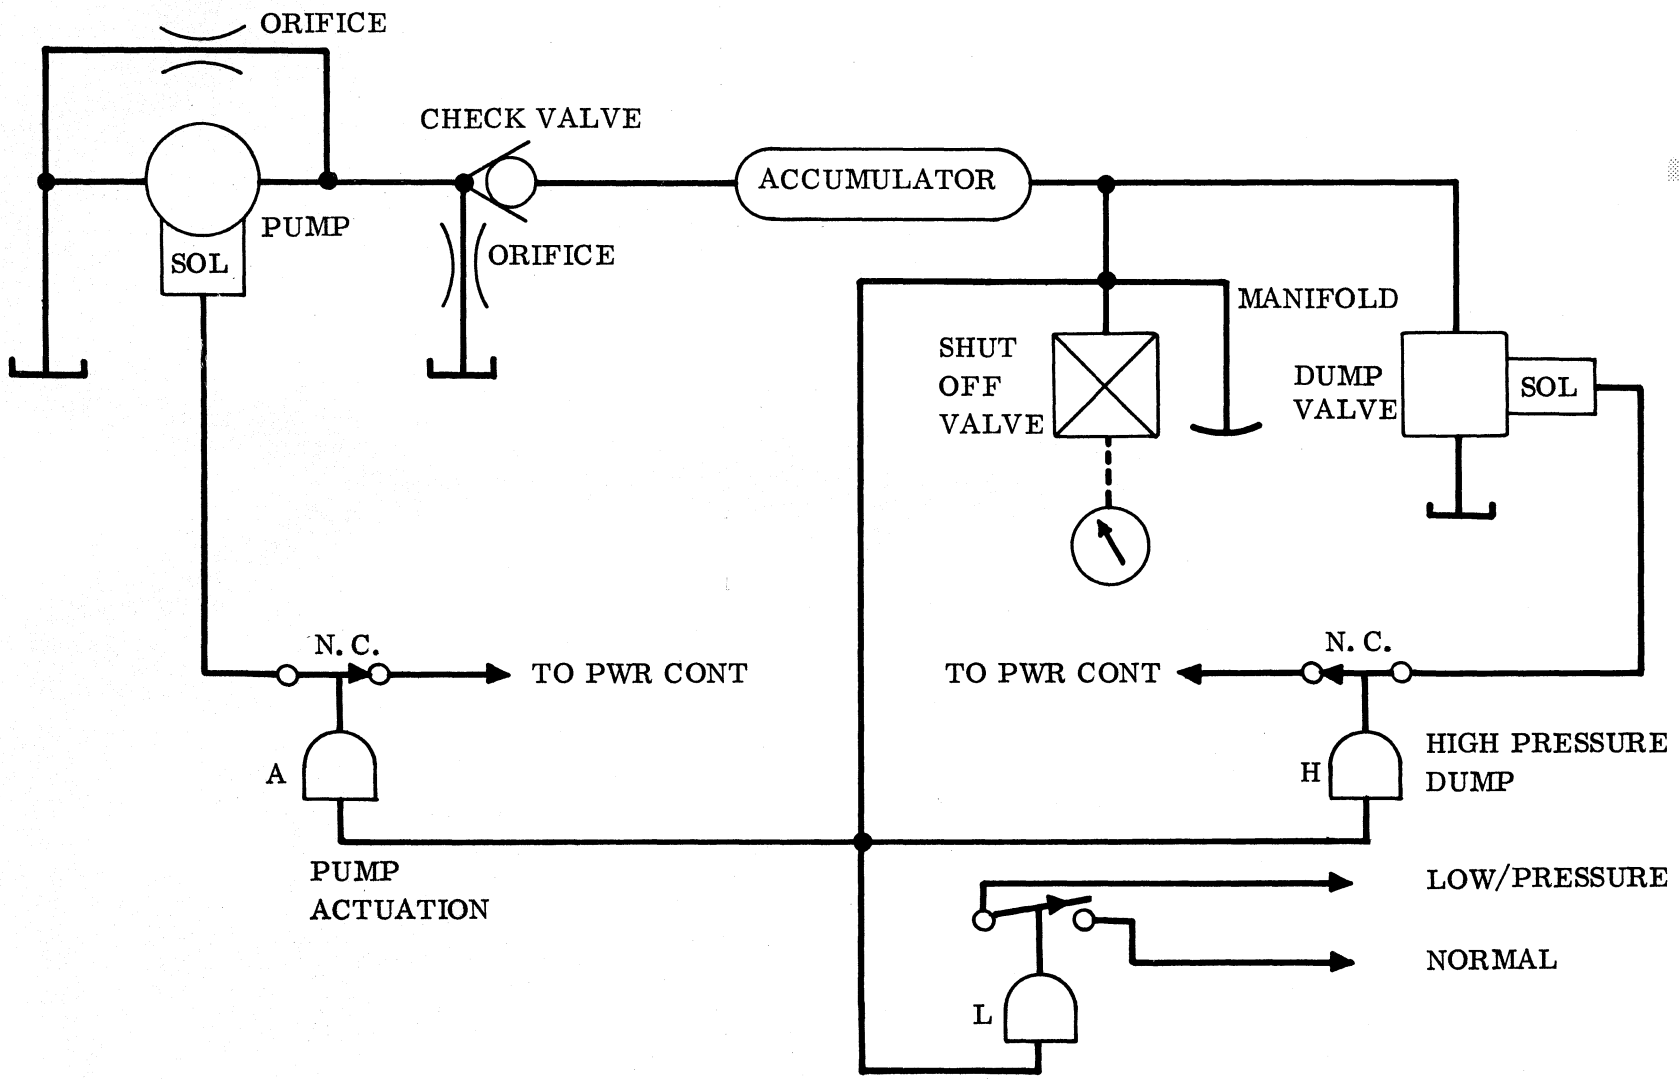 ORIFICE
CHECK VALVE
ACCUMULATOR
PUMP
SOL
ORIFICE
MANIFOLD
SHUT
OFF
VALVE
DUMP
VALVE
SOL
N. C.
TO PWR CONT
TO PWR CONT
N. C.
A
H
HIGH PRESSURE
DUMP
PUMP
ACTUATION
LOW/PRESSURE
NORMAL
L